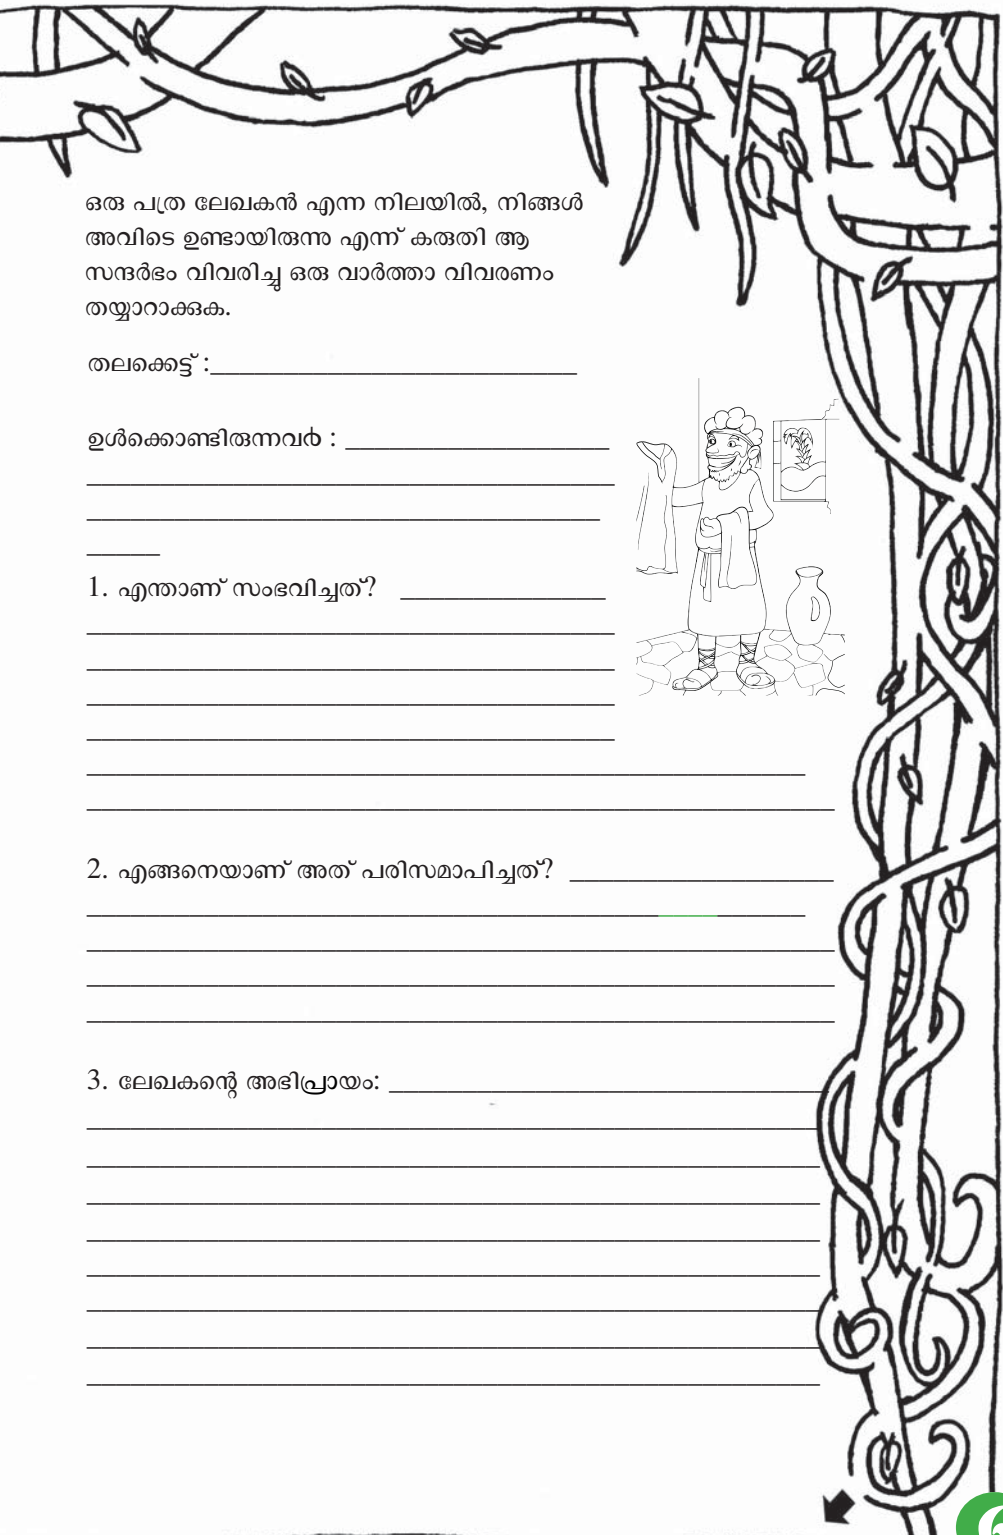 ഒരു പത്ര ലേഖകൻ എന്ന നിലയിൽ, നിങ്ങൾ
അവിടെ ഉണ്ടായിരുന്നു എന്ന് കരുതി ആ
സന്ദർഭം വിവരിച്ചു ഒരു വാർത്താ വിവരണം
തയ്യാറാക്കുക.
തലക്കെട്ട് :
ഉൾക്കൊണ്ടിരുന്നവർ :
1. എന്താണ് സംഭവിച്ചത്?
2. എങ്ങനെയാണ് അത് പരിസമാപിച്ചത്?
3. ലേഖകന്റെ അഭിപ്രായം: